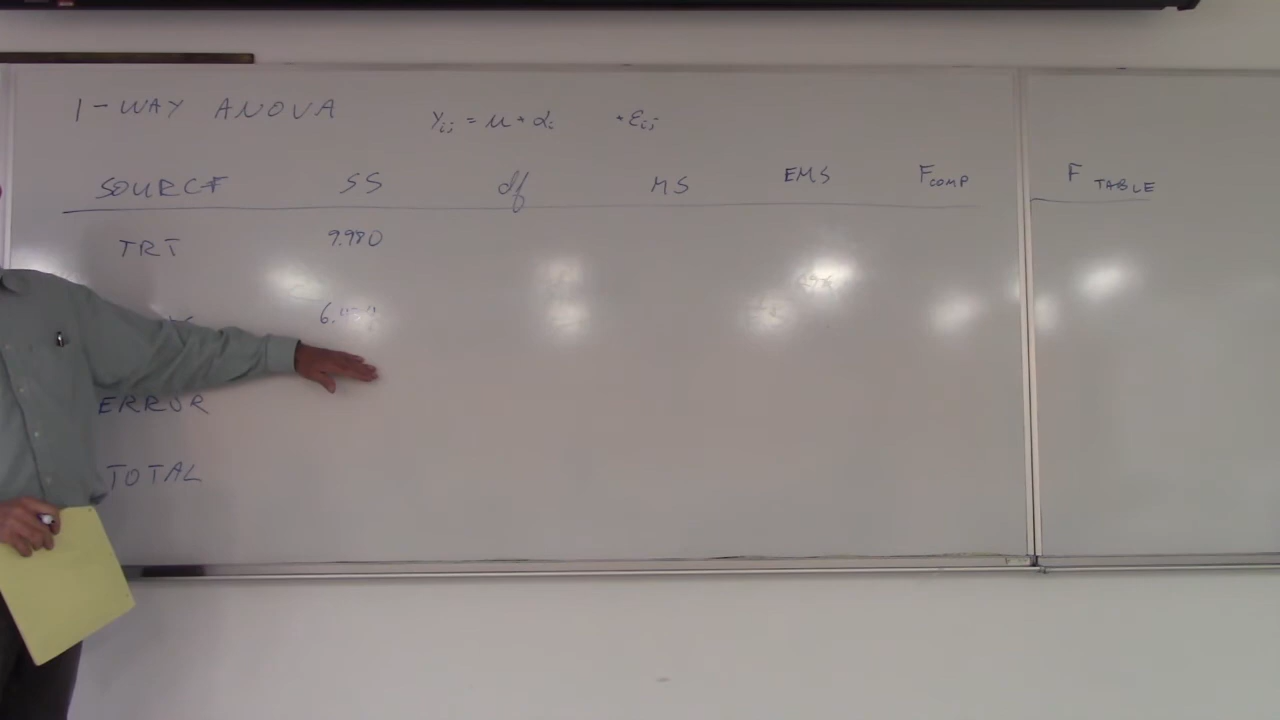 1-WAY ANOVA Yij = μ + αi + εij
SOURCE SS df MS EMS FCOMP F TABLE
TRT 9.980
ERROR
TOTAL